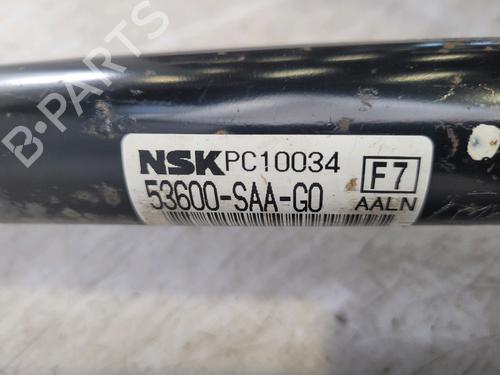 B-PARTS
NSK PC10034
F7
53600-SAA-G0
AALN